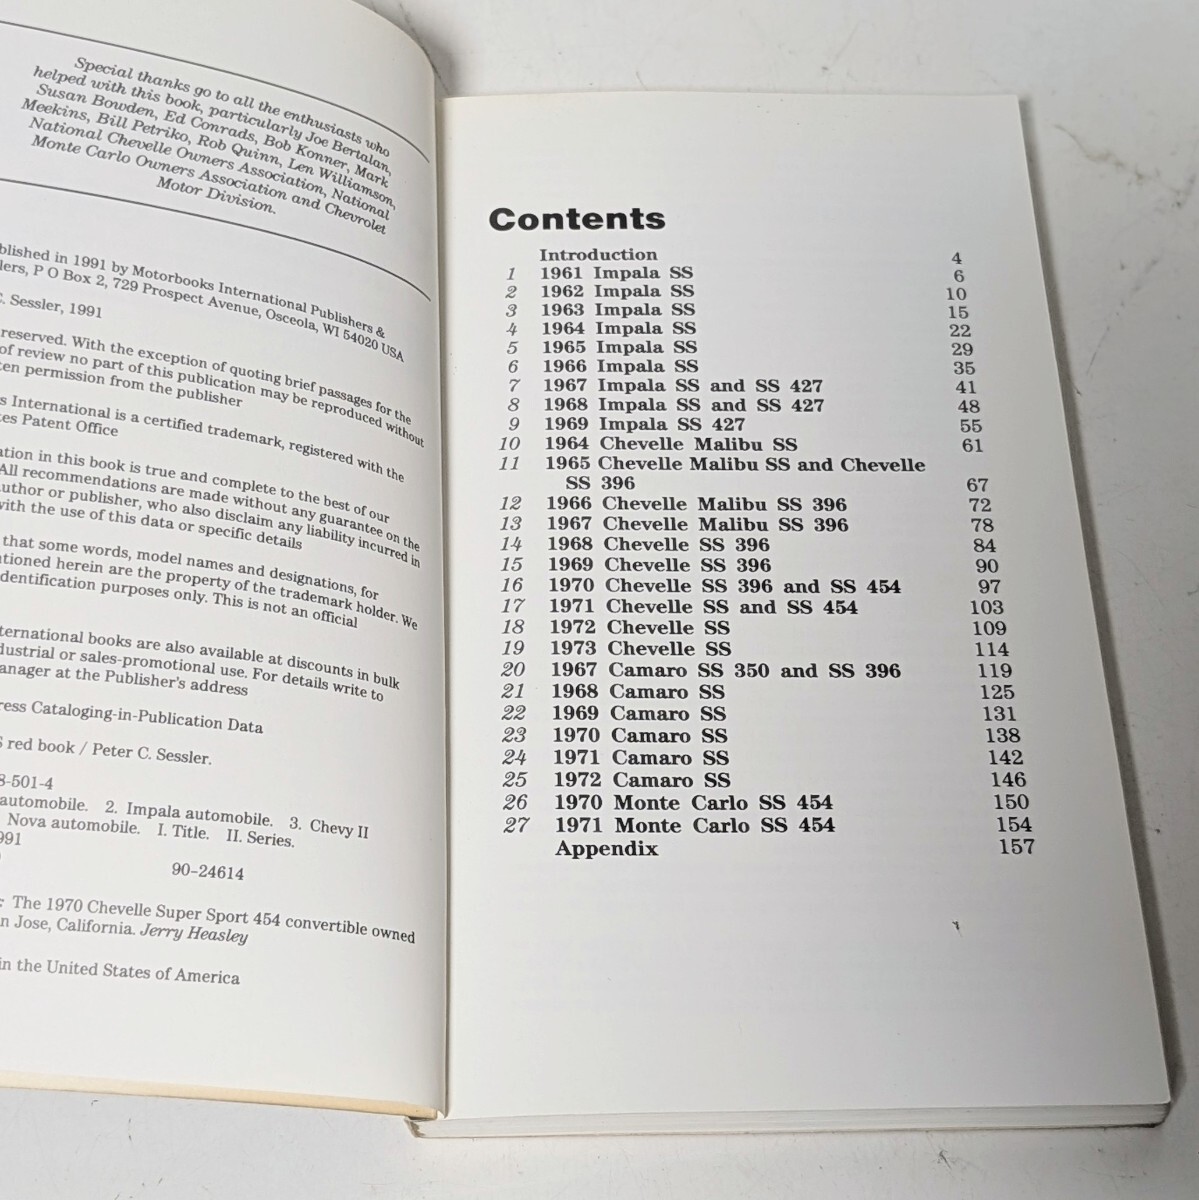 Special thanks go to all the enthusiasts who
helped with this book, particularly Joe Bertalan,
Susan Bowden, Ed Conrads, Bob Konner, Mark
Meekins, Bill Petriko, Rob Quinn, Len Williamson,
National Chevelle Owners Association, National
Monte Carlo Owners Association and Chevrolet
Motor Division.
blished in 1991 by Motorbooks International Publishers &
lers, P O Box 2, 729 Prospect Avenue, Osceola, WI 54020 USA
C. Sessler, 1991
reserved. With the exception of quoting brief passages for the
of review no part of this publication may be reproduced without
ten permission from the publisher
s International is a certified trademark, registered with the
tes Patent Office
ation in this book is true and complete to the best of our
All recommendations are made without any guarantee on the
author or publisher, who also disclaim any liability incurred in
with the use of this data or specific details
that some words, model names and designations, for
tioned herein are the property of the trademark holder. We
identification purposes only. This is not an official
ternational books are also available at discounts in bulk
dustrial or sales-promotional use. For details write to
anager at the Publisher's address
ress Cataloging-in-Publication Data
S red book / Peter C. Sessler.
8-501-4
automobile. 2. Impala automobile. 3. Chevy II
Nova automobile. I. Title. II. Series.
991
90-24614
: The 1970 Chevelle Super Sport 454 convertible owned
n Jose, California. Jerry Heasley
in the United States of America
Contents
Introduction 4
1 1961 Impala SS 6
2 1962 Impala SS 10
3 1963 Impala SS 15
4 1964 Impala SS 22
5 1965 Impala SS 29
6 1966 Impala SS 35
7 1967 Impala SS and SS 427 41
8 1968 Impala SS and SS 427 48
9 1969 Impala SS 427 55
10 1964 Chevelle Malibu SS 61
11 1965 Chevelle Malibu SS and Chevelle
SS 396 67
12 1966 Chevelle Malibu SS 396 72
13 1967 Chevelle Malibu SS 396 78
14 1968 Chevelle SS 396 84
15 1969 Chevelle SS 396 90
16 1970 Chevelle SS 396 and SS 454 97
17 1971 Chevelle SS and SS 454 103
18 1972 Chevelle SS 109
19 1973 Chevelle SS 114
20 1967 Camaro SS 350 and SS 396 119
21 1968 Camaro SS 125
22 1969 Camaro SS 131
23 1970 Camaro SS 138
24 1971 Camaro SS 142
25 1972 Camaro SS 146
26 1970 Monte Carlo SS 454 150
27 1971 Monte Carlo SS 454 154
Appendix 157